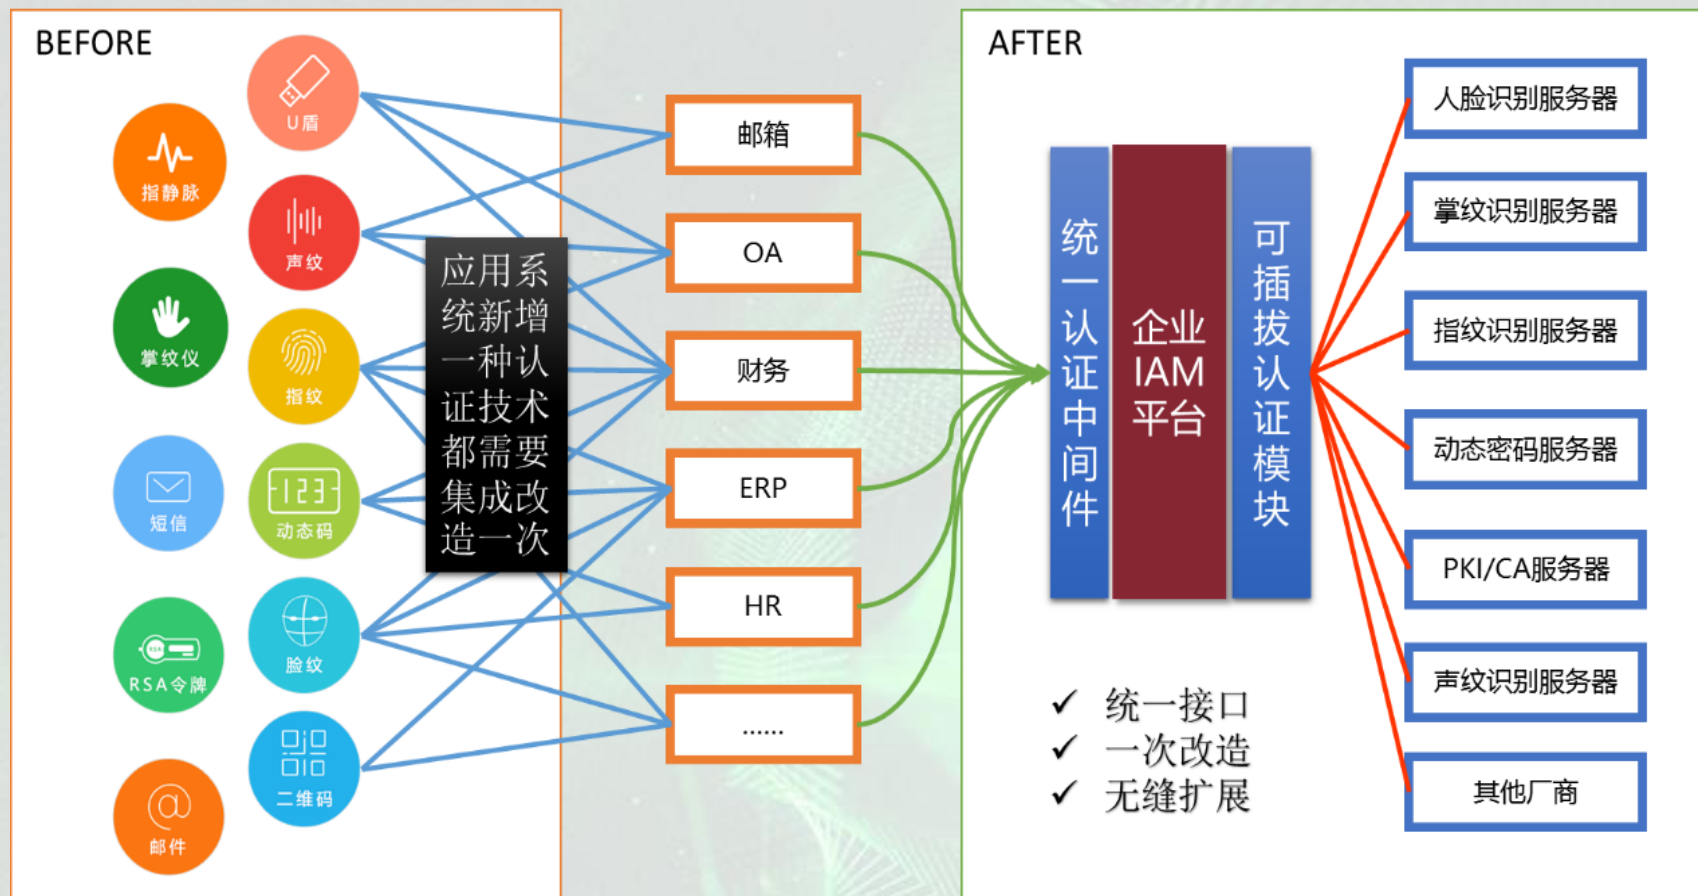 BEFORE
U盾
指静脉
声纹
掌纹仪
指纹
短信
123
动态码
RSA
RSA令牌
脸纹
二维码
@
邮件
应用系
统新增
一种认
证技术
都需要
集成改
造一次
邮箱
OA
财务
ERP
HR
......
AFTER
统一认证中间件
企业
IAM
平台
可插拔认证模块
✓ 统一接口
✓ 一次改造
✓ 无缝扩展
人脸识别服务器
掌纹识别服务器
指纹识别服务器
动态密码服务器
PKI/CA服务器
声纹识别服务器
其他厂商